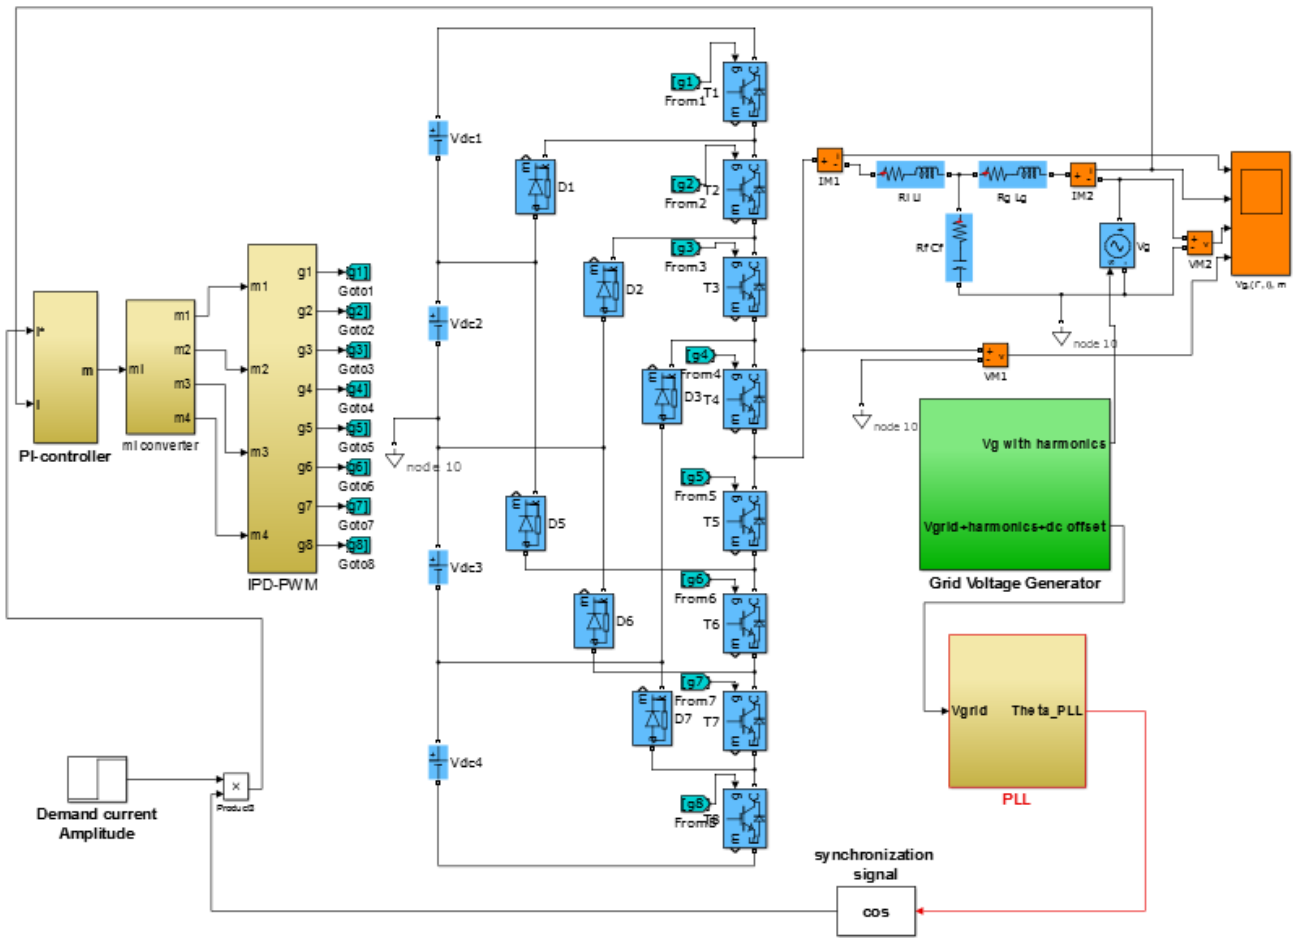 I*
I
m
PI-controller
mi
m1
m2
m3
m4
mi converter
m1
m2
m3
m4
g1
g2
g3
g4
g5
g6
g7
g8
IPD-PWM
[g1]
Goto1
[g2]
Goto2
[g3]
Goto3
[g4]
Goto4
[g5]
Goto5
[g6]
Goto6
[g7]
Goto7
[g8]
Goto8
node 10
Vdc1
Vdc2
Vdc3
Vdc4
m
k
a
D1
m
k
a
D2
m
k
a
D3
m
k
a
D5
m
k
a
D6
m
k
a
D7
[g1]
From1
g
C
m
E
T1
[g2]
From2
g
C
m
E
T2
[g3]
From3
g
C
m
E
T3
[g4]
From4
g
C
m
E
T4
[g5]
From5
g
C
m
E
T5
[g6]
From6
g
C
m
E
T6
[g7]
From7
g
C
m
E
T7
[g8]
From8
g
C
m
E
T8
+
-
i
IM1
Ri Li
Rg Lg
+
-
i
IM2
Rf Cf
Vg
+
-
v
VM2
node 10
+
-
v
VM1
node 10
Vg with harmonics
Vgrid+harmonics+dc offset
Grid Voltage Generator
Vgrid
Theta_PLL
PLL
synchronization
signal
cos
Demand current
Amplitude
×